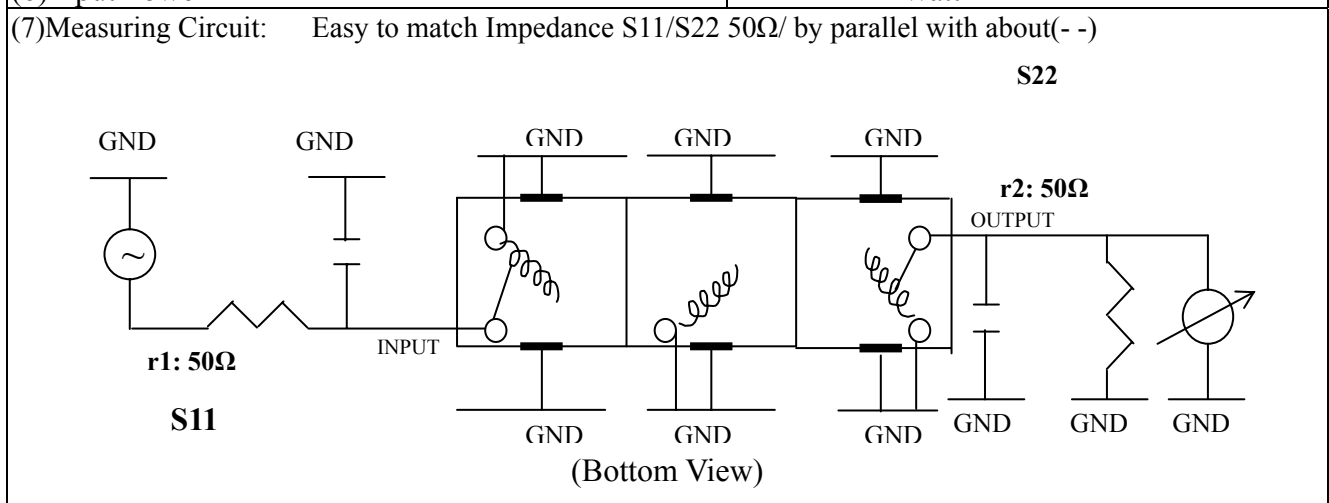 (7)Measuring Circuit: Easy to match Impedance S11/S22 50Ω/ by parallel with about(- -)
S22
GND GND GND GND GND
r2: 50Ω
OUTPUT
INPUT
r1: 50Ω
S11
GND GND GND GND GND GND
(Bottom View)